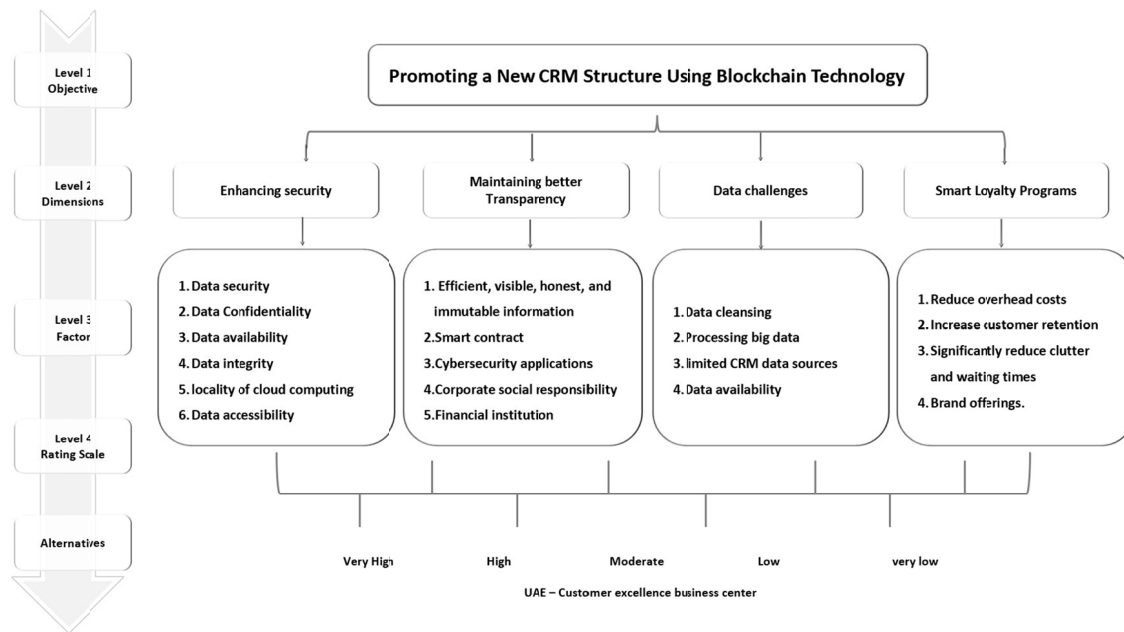 Level 1
Objective
Promoting a New CRM Structure Using Blockchain Technology
Level 2
Dimensions
Enhancing security
Maintaining better
Transparency
Data challenges
Smart Loyalty Programs
Level 3
Factor
1. Data security
2. Data Confidentiality
3. Data availability
4. Data integrity
5. locality of cloud computing
6. Data accessibility
1. Efficient, visible, honest, and
immutable information
2. Smart contract
3. Cybersecurity applications
4. Corporate social responsibility
5. Financial institution
1. Data cleansing
2. Processing big data
3. limited CRM data sources
4. Data availability
1. Reduce overhead costs
2. Increase customer retention
3. Significantly reduce clutter
and waiting times
4. Brand offerings.
Level 4
Rating Scale
Alternatives
Very High
High
Moderate
Low
very low
UAE – Customer excellence business center